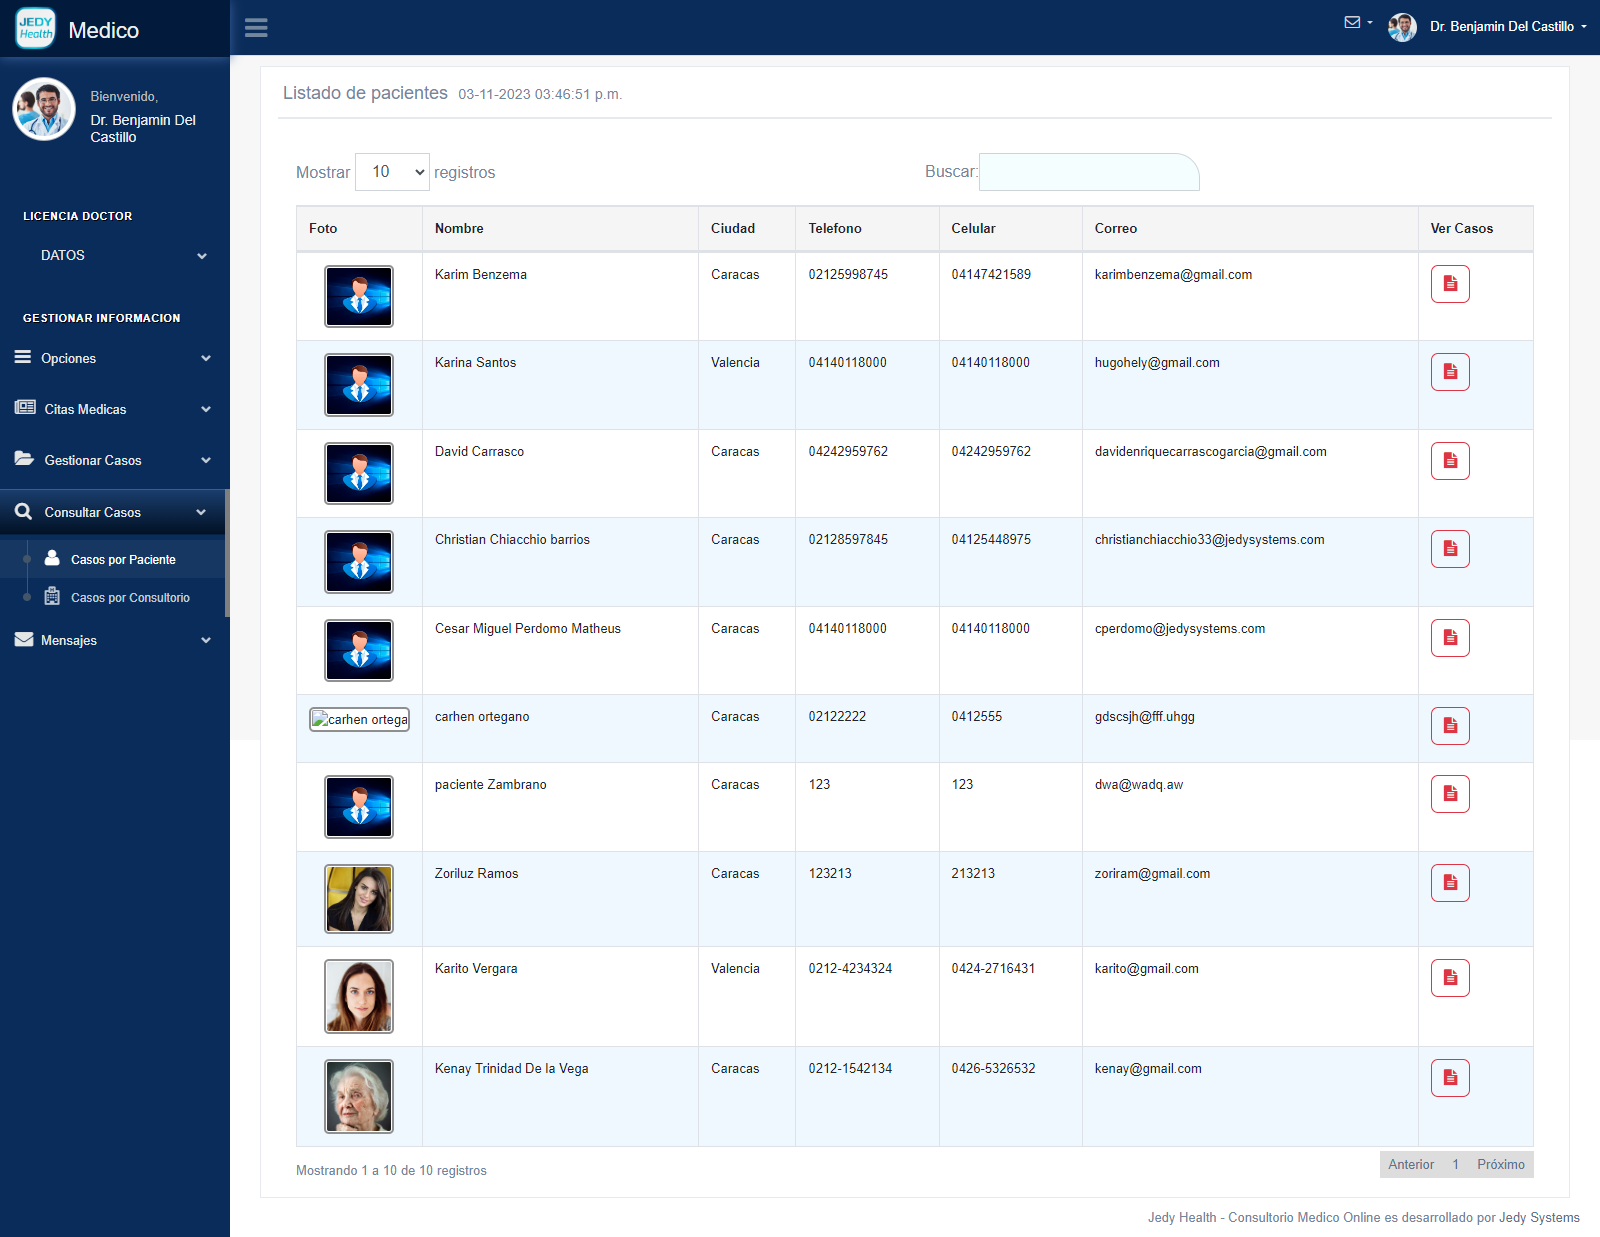 JEDY
Health
Medico
Dr. Benjamin Del Castillo
Bienvenido,
Dr. Benjamin Del
Castillo
LICENCIA DOCTOR
DATOS
GESTIONAR INFORMACION
Opciones
Citas Medicas
Gestionar Casos
Consultar Casos
Casos por Paciente
Casos por Consultorio
Mensajes
Listado de pacientes 03-11-2023 03:46:51 p.m.
Mostrar 10 registros
Buscar:
Foto Nombre Ciudad Telefono Celular Correo Ver Casos
Karim Benzema Caracas 02125998745 04147421589 karimbenzema@gmail.com
Karina Santos Valencia 04140118000 04140118000 hugohely@gmail.com
David Carrasco Caracas 04242959762 04242959762 davidenriquecarrascogarcia@gmail.com
Christian Chiacchio barrios Caracas 02128597845 04125448975 christianchiacchio33@jedysystems.com
Cesar Miguel Perdomo Matheus Caracas 04140118000 04140118000 cperdomo@jedysystems.com
carhen ortega carhen ortegano Caracas 02122222 0412555 gdscsjh@fff.uhgg
paciente Zambrano Caracas 123 123 dwa@wadq.aw
Zoriluz Ramos Caracas 123213 213213 zoriram@gmail.com
Karito Vergara Valencia 0212-4234324 0424-2716431 karito@gmail.com
Kenay Trinidad De la Vega Caracas 0212-1542134 0426-5326532 kenay@gmail.com
Mostrando 1 a 10 de 10 registros
Anterior 1 Próximo
Jedy Health - Consultorio Medico Online es desarrollado por Jedy Systems